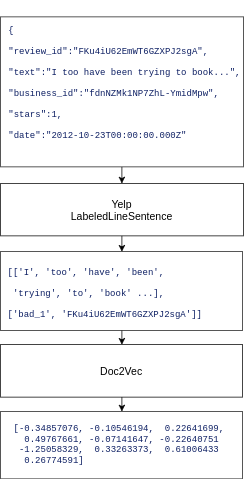 {
"review_id":"FKu4iU62EmWT6GZXPJ2sgA",
"text":"I too have been trying to book...",
"business_id":"fdnNZMk1NP7ZhL-YmidMpw",
"stars":1,
"date":"2012-10-23T00:00:00.000Z"
Yelp
LabeledLineSentence
[['I', 'too', 'have', 'been',
'trying', 'to', 'book' ...],
['bad_1', 'FKu4iU62EmWT6GZXPJ2sgA']]
Doc2Vec
[-0.34857076, -0.10546194, 0.22641699,
0.49767661, -0.07141647, -0.22640751
-1.25058329, 0.33263373, 0.61006433
0.26774591]